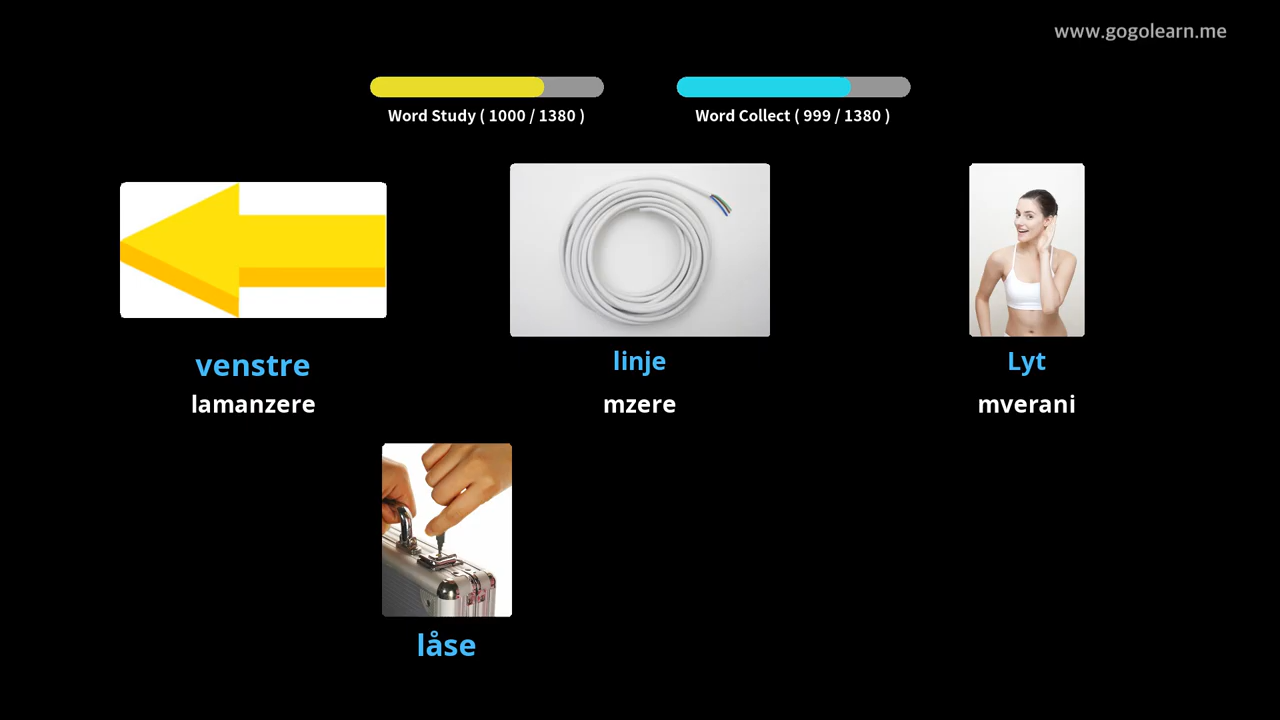 www.gogolearn.me
Word Study ( 1000 / 1380 )
Word Collect ( 999 / 1380 )
venstre
linje
Lyt
lamanzere
mzere
mverani
låse